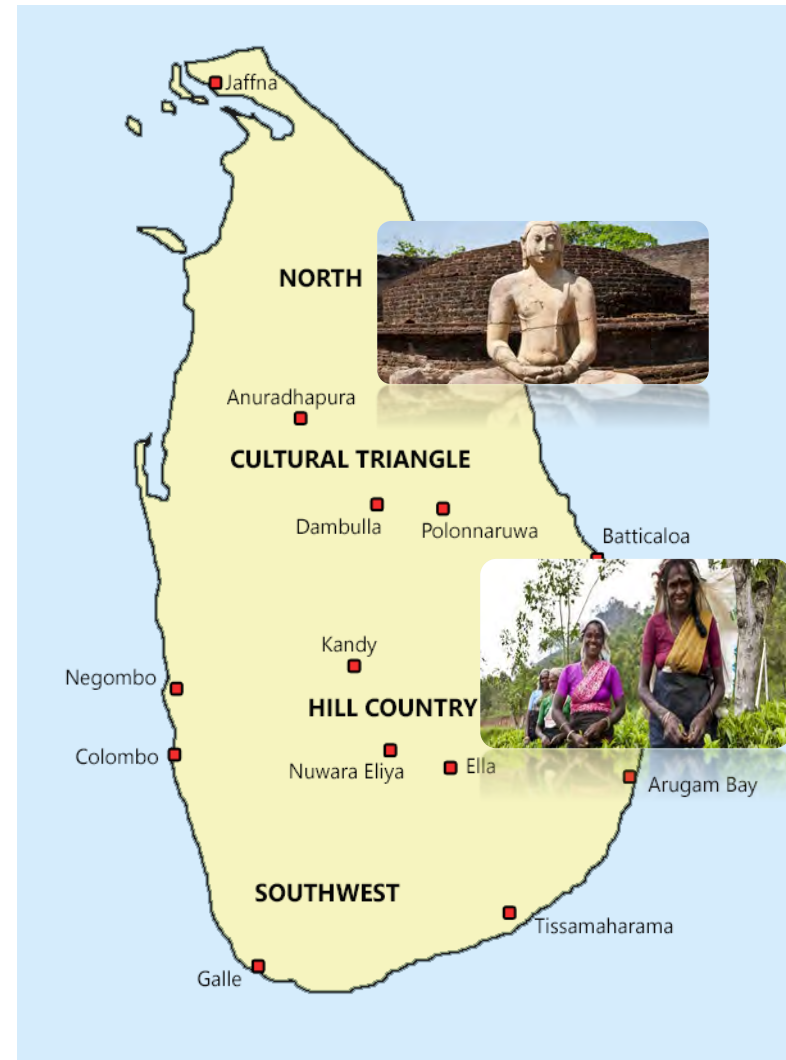 Jaffna
NORTH
Anuradhapura
CULTURAL TRIANGLE
Dambulla
Polonnaruwa
Batticaloa
Kandy
Negombo
HILL COUNTRY
Colombo
Nuwara Eliya
Ella
Arugam Bay
SOUTHWEST
Tissamaharama
Galle